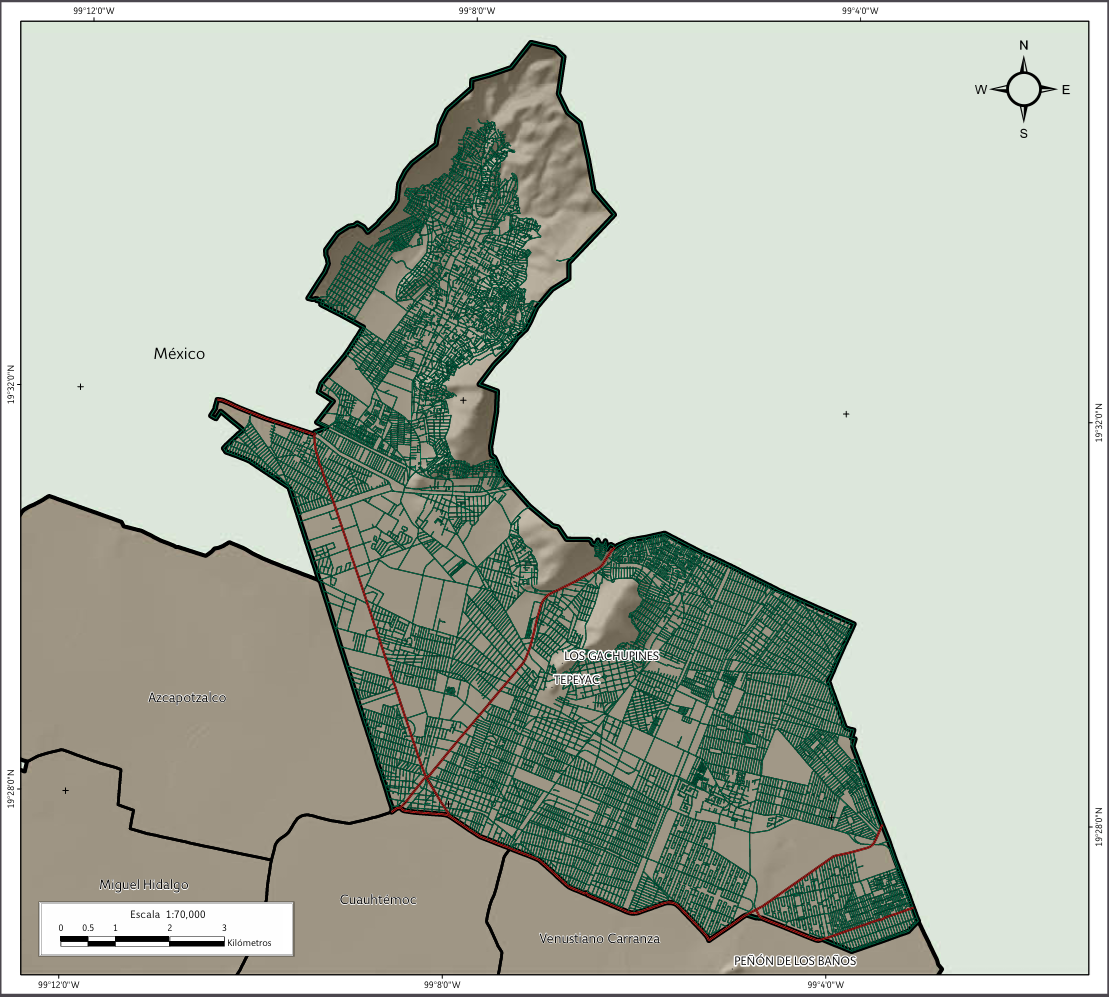 99°12'0"W 99°8'0"W 99°4'0"W
N
W E
S
México
19°32'0"N
19°32'0"N
LOS GACHUPINES
TEPEYAC
Azcapotzalco
19°28'0"N
19°28'0"N
Miguel Hidalgo
Cuauhtémoc
Escala 1:70,000
0 0.5 1 2 3
Kilómetros
Venustiano Carranza
PEÑÓN DE LOS BAÑOS
99°12'0"W 99°8'0"W 99°4'0"W